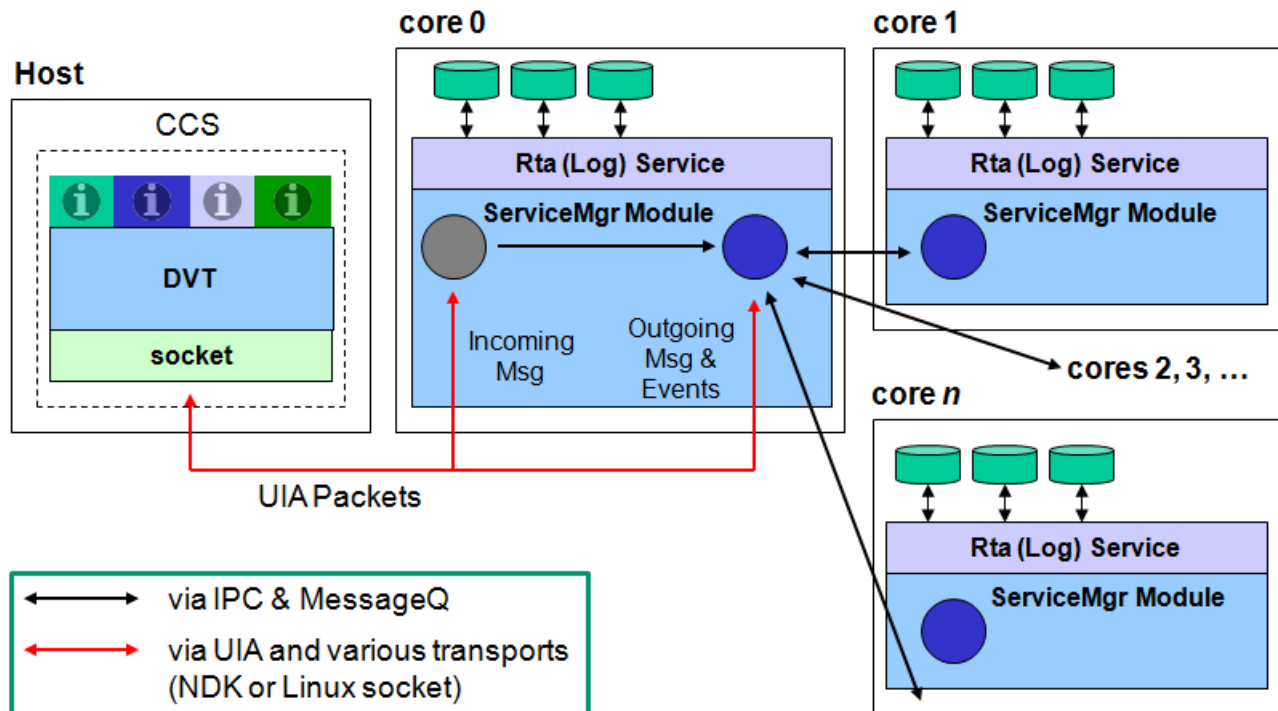 Host
CCS
DVT
socket
UIA Packets
core 0
Rta (Log) Service
ServiceMgr Module
Incoming
Msg
Outgoing
Msg &
Events
core 1
Rta (Log) Service
ServiceMgr Module
cores 2, 3, …
core n
Rta (Log) Service
ServiceMgr Module
via IPC & MessageQ
via UIA and various transports
(NDK or Linux socket)